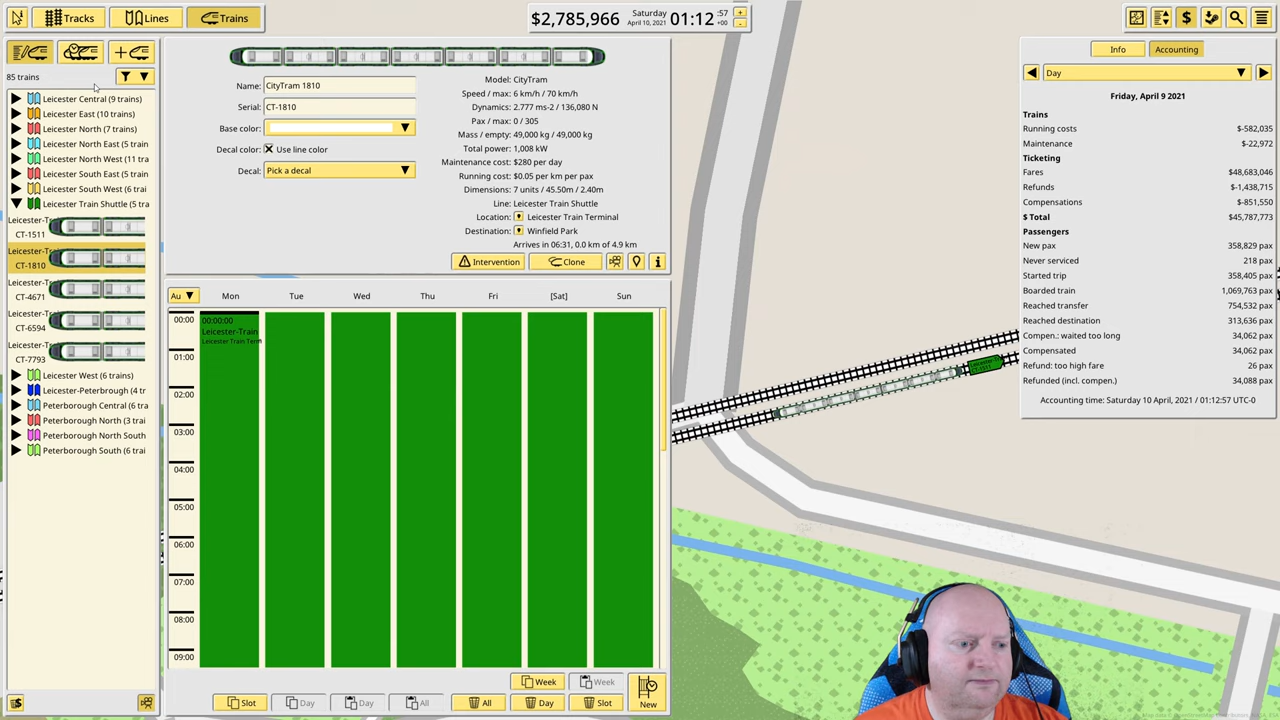 Tracks
Lines
Trains
$2,785,966
Saturday
April 10, 2021
01:12
:57
+00
+
-
85 trains
Leicester Central (9 trains)
Leicester East (10 trains)
Leicester North (7 trains)
Leicester North East (5 train
Leicester North West (11 tra
Leicester South East (5 train
Leicester South West (6 trai
Leicester Train Shuttle (5 tra
CT-1511
CT-1810
CT-4671
CT-6594
CT-7793
Leicester West (6 trains)
Leicester-Peterbrough (4 tr
Peterborough Central (6 tra
Peterborough North (3 trai
Peterborough North South
Peterborough South (6 trai
Name:
CityTram 1810
Serial:
CT-1810
Base color:
Decal color:
Use line color
Decal:
Pick a decal
Model: CityTram
Speed / max: 6 km/h / 70 km/h
Dynamics: 2.777 ms-2 / 136,080 N
Pax / max: 0 / 305
Mass / empty: 49,000 kg / 49,000 kg
Total power: 1,008 kW
Maintenance cost: $280 per day
Running cost: $0.05 per km per pax
Dimensions: 7 units / 45.50m / 2.40m
Line: Leicester Train Shuttle
Location: Leicester Train Terminal
Destination: Winfield Park
Arrives in 06:31, 0.0 km of 4.9 km
Intervention
Clone
Au
Mon
Tue
Wed
Thu
Fri
[Sat]
Sun
00:00
01:00
02:00
03:00
04:00
05:00
06:00
07:00
08:00
09:00
00:00:00
Leicester-Train
Leicester Train Term
Week
Week
Slot
Day
Day
All
All
Day
Slot
New
Info
Accounting
Day
Friday, April 9 2021
Trains
Running costs $-582,035
Maintenance $-22,972
Ticketing
Fares $48,683,046
Refunds $-1,438,715
Compensations $-851,550
$ Total $45,787,773
Passengers
New pax 358,829 pax
Never serviced 218 pax
Started trip 358,405 pax
Boarded train 1,069,763 pax
Reached transfer 754,532 pax
Reached destination 313,636 pax
Compen.: waited too long 34,062 pax
Compensated 34,062 pax
Refund: too high fare 26 pax
Refunded (incl. compen.) 34,088 pax
Accounting time: Saturday 10 April, 2021 / 01:12:57 UTC-0